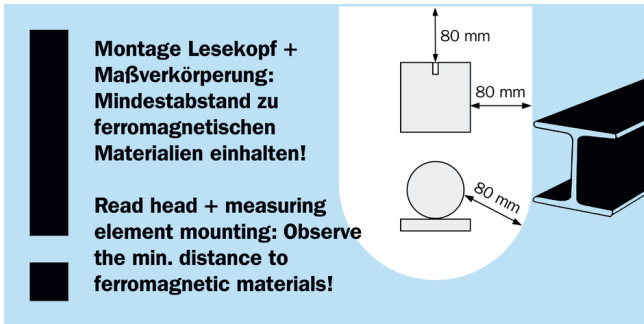 Montage Lesekopf +
Maßverkörperung:
Mindestabstand zu
ferromagnetischen
Materialien einhalten!
Read head + measuring
element mounting: Observe
the min. distance to
ferromagnetic materials!
80 mm
80 mm
80 mm